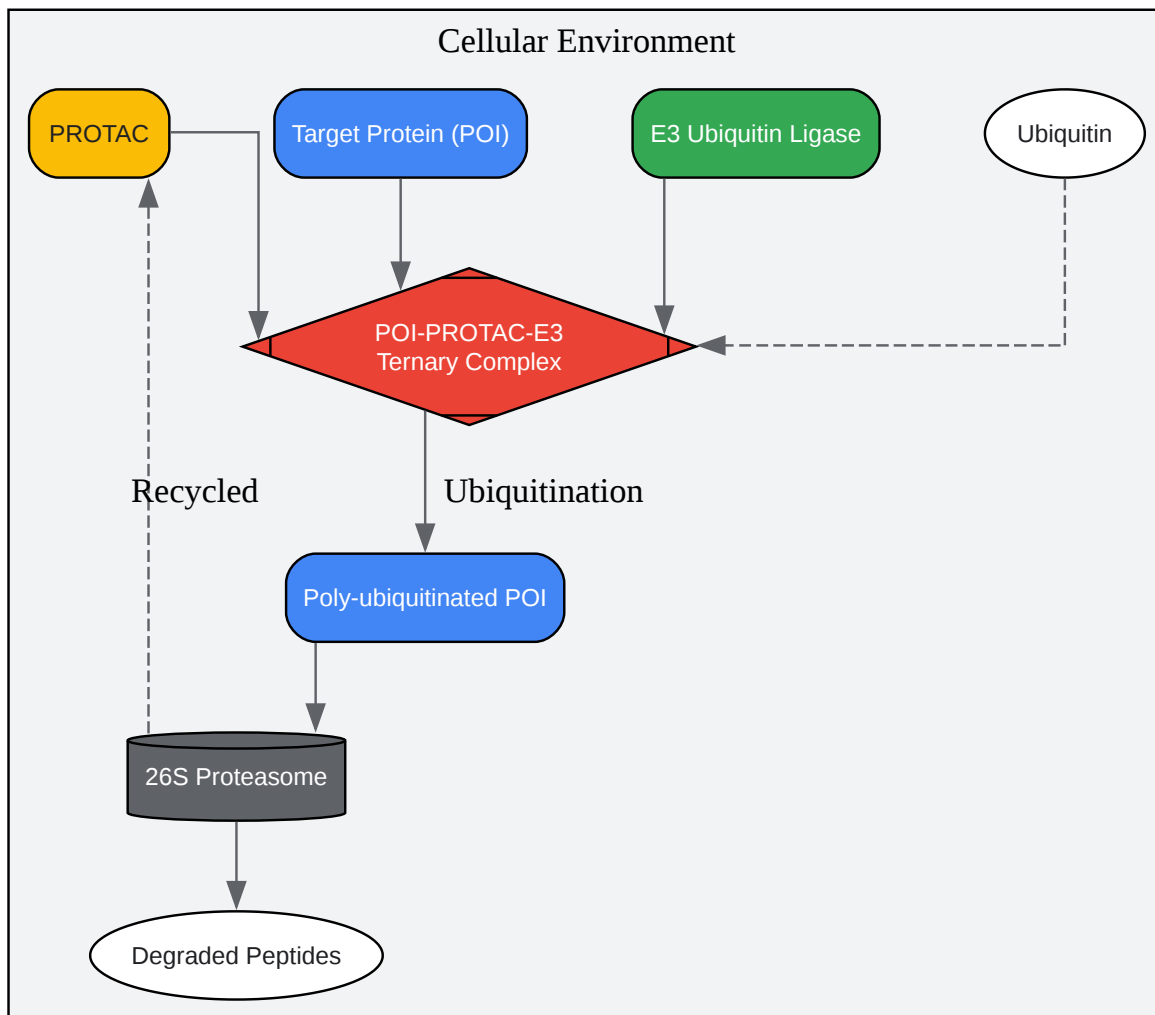 Cellular Environment
PROTAC
Target Protein (POI)
E3 Ubiquitin Ligase
Ubiquitin
POI-PROTAC-E3
Ternary Complex
Recycled
Ubiquitination
Poly-ubiquitinated POI
26S Proteasome
Degraded Peptides